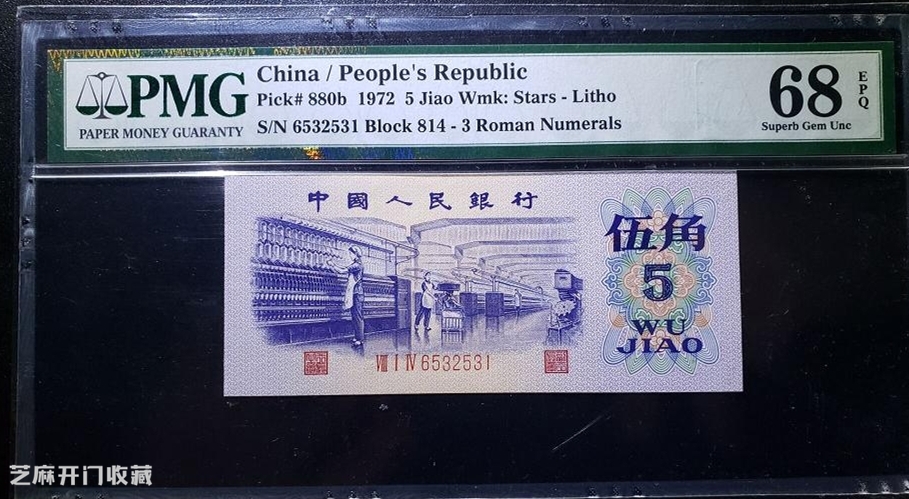 PMG
PAPER MONEY GUARANTY
China / People's Republic
Pick# 880b 1972 5 Jiao Wmk: Stars - Litho
S/N 6532531 Block 814 - 3 Roman Numerals
68
EPQ
Superb Gem Unc
中國人民銀行
伍角
5
WU
JIAO
Ⅷ Ⅰ Ⅳ 6532531
芝麻开门收藏